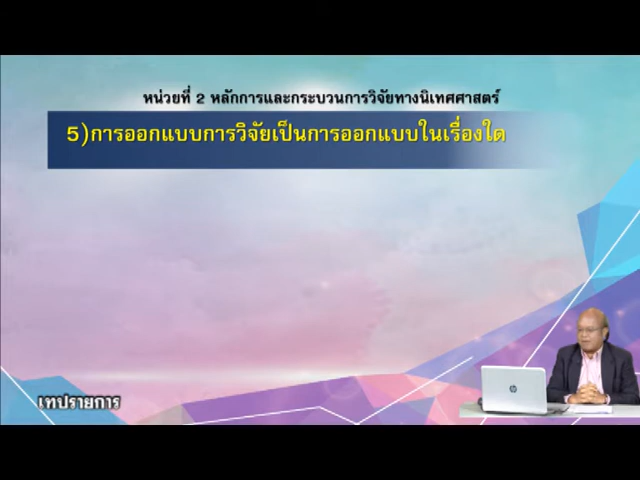 หน่วยที่ 2 หลักการและกระบวนการวิจัยทางนิเทศศาสตร์
5)การออกแบบการวิจัยเป็นการออกแบบในเรื่องใด
hp
เทปรายการ